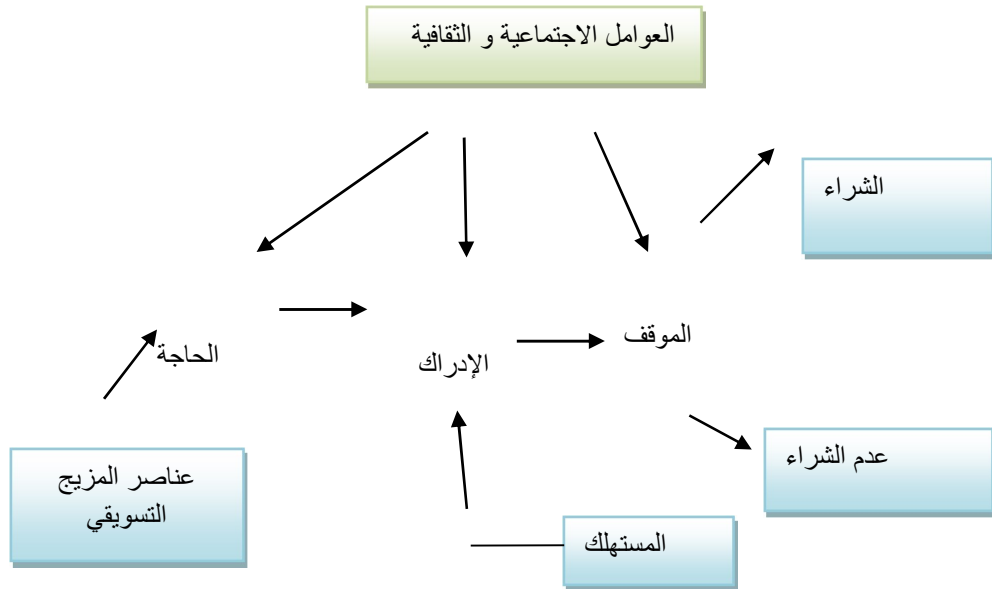 العوامل الاجتماعية و الثقافية
الشراء
الموقف
الإدراك
الحاجة
عدم الشراء
عناصر المزيج
التسويقي
المستهلك